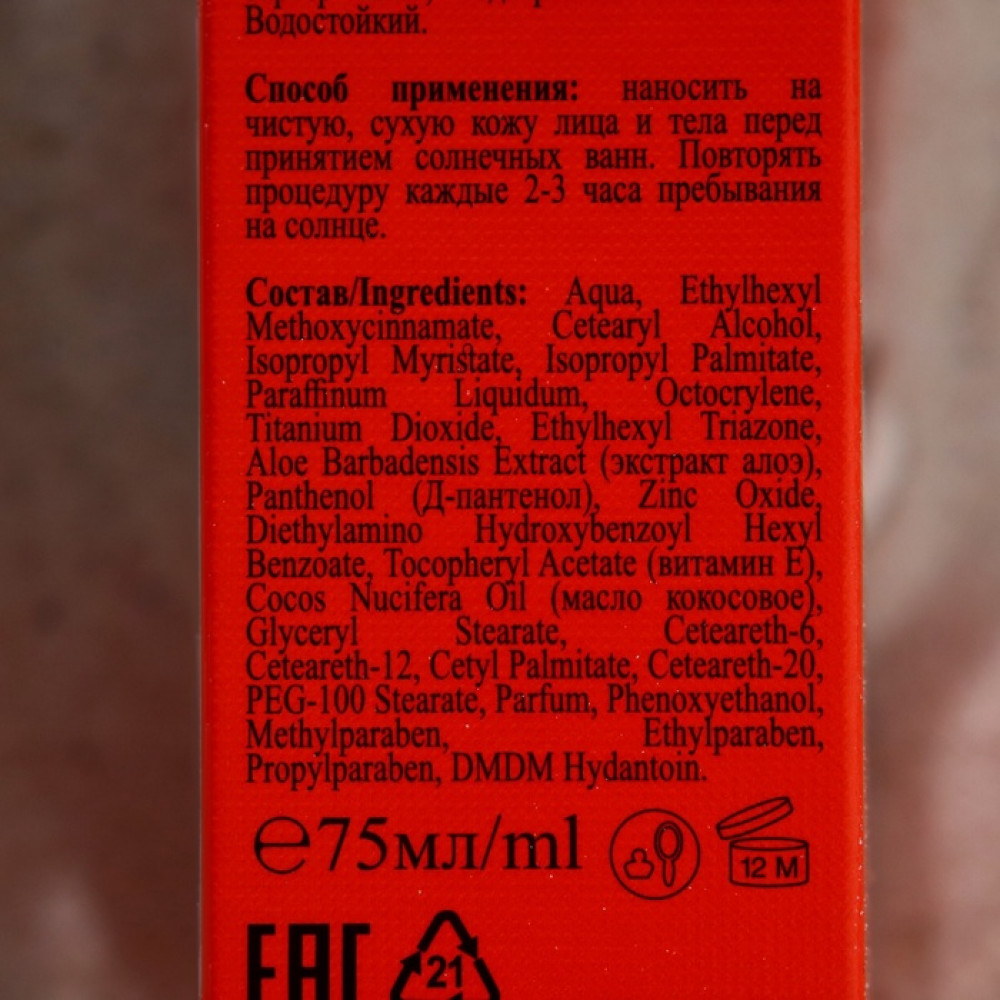 Водостойкий.
Способ применения: наносить на
чистую, сухую кожу лица и тела перед
принятием солнечных ванн. Повторять
процедуру каждые 2-3 часа пребывания
на солнце.
Состав/Ingredients: Aqua, Ethylhexyl
Methoxycinnamate, Cetearyl Alcohol,
Isopropyl Myristate, Isopropyl Palmitate,
Paraffinum Liquidum, Octocrylene,
Titanium Dioxide, Ethylhexyl Triazone,
Aloe Barbadensis Extract (экстракт алоэ),
Panthenol (Д-пантенол), Zinc Oxide,
Diethylamino Hydroxybenzoyl Hexyl
Benzoate, Tocopheryl Acetate (витамин Е),
Cocos Nucifera Oil (масло кокосовое),
Glyceryl Stearate, Ceteareth-6,
Ceteareth-12, Cetyl Palmitate, Ceteareth-20,
PEG-100 Stearate, Parfum, Phenoxyethanol,
Methylparaben, Ethylparaben,
Propylparaben, DMDM Hydantoin.
℮75мл/ml
12 M
EAC
21